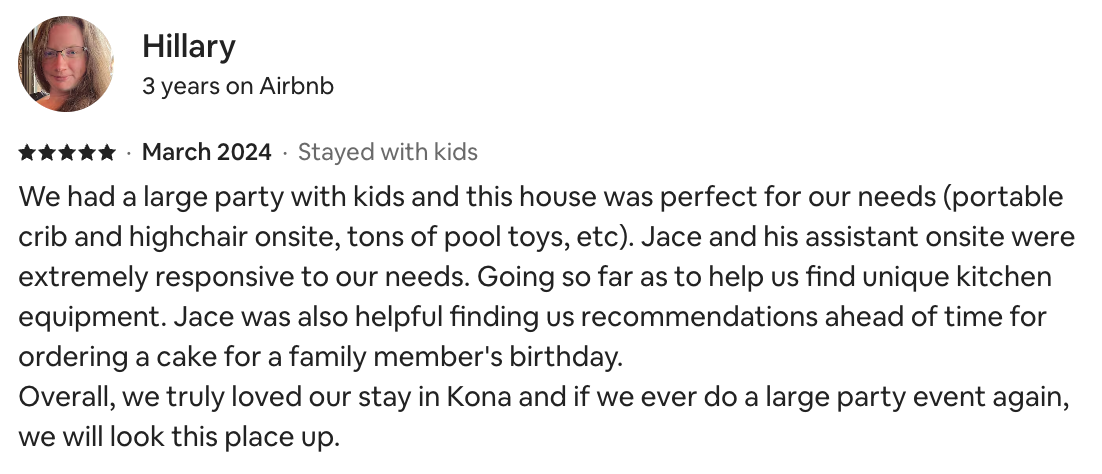 Hillary
3 years on Airbnb
★★★★★ · March 2024 · Stayed with kids
We had a large party with kids and this house was perfect for our needs (portable
crib and highchair onsite, tons of pool toys, etc). Jace and his assistant onsite were
extremely responsive to our needs. Going so far as to help us find unique kitchen
equipment. Jace was also helpful finding us recommendations ahead of time for
ordering a cake for a family member's birthday.
Overall, we truly loved our stay in Kona and if we ever do a large party event again,
we will look this place up.